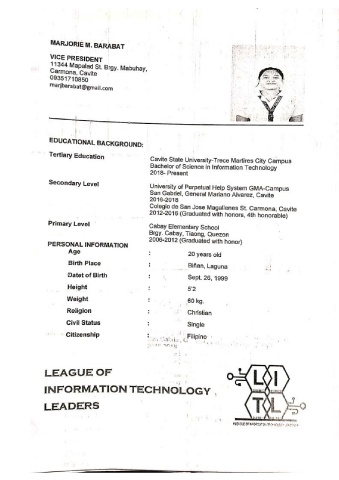 MARJORIE M. BARABAT
VICE PRESIDENT
11344 Mapalad St. Brgy. Mabuhay,
Carmona, Cavite
09351710850
marjbarabat@gmail.com
EDUCATIONAL BACKGROUND:
Tertiary Education
Cavite State University-Trece Martires City Campus
Bachelor of Science in Information Technology
2018- Present
Secondary Level
University of Perpetual Help System GMA-Campus
San Gabriel, General Mariano Alvarez, Cavite
2016-2018
Colegio de San Jose Magallanes St. Carmona, Cavite
2012-2016 (Graduated with honors, 4th honorable)
Primary Level
Cabay Elementary School
Brgy. Cabay, Tiaong, Quezon
2006-2012 (Graduated with honor)
PERSONAL INFORMATION
Age : 20 years old
Birth Place : Biñan, Laguna
Datet of Birth : Sept. 26, 1999
Height : 5'2
Weight : 60 kg.
Religion : Christian
Civil Status : Single
Citizenship : Filipino
LEAGUE OF
INFORMATION TECHNOLOGY
LEADERS
L I
T L